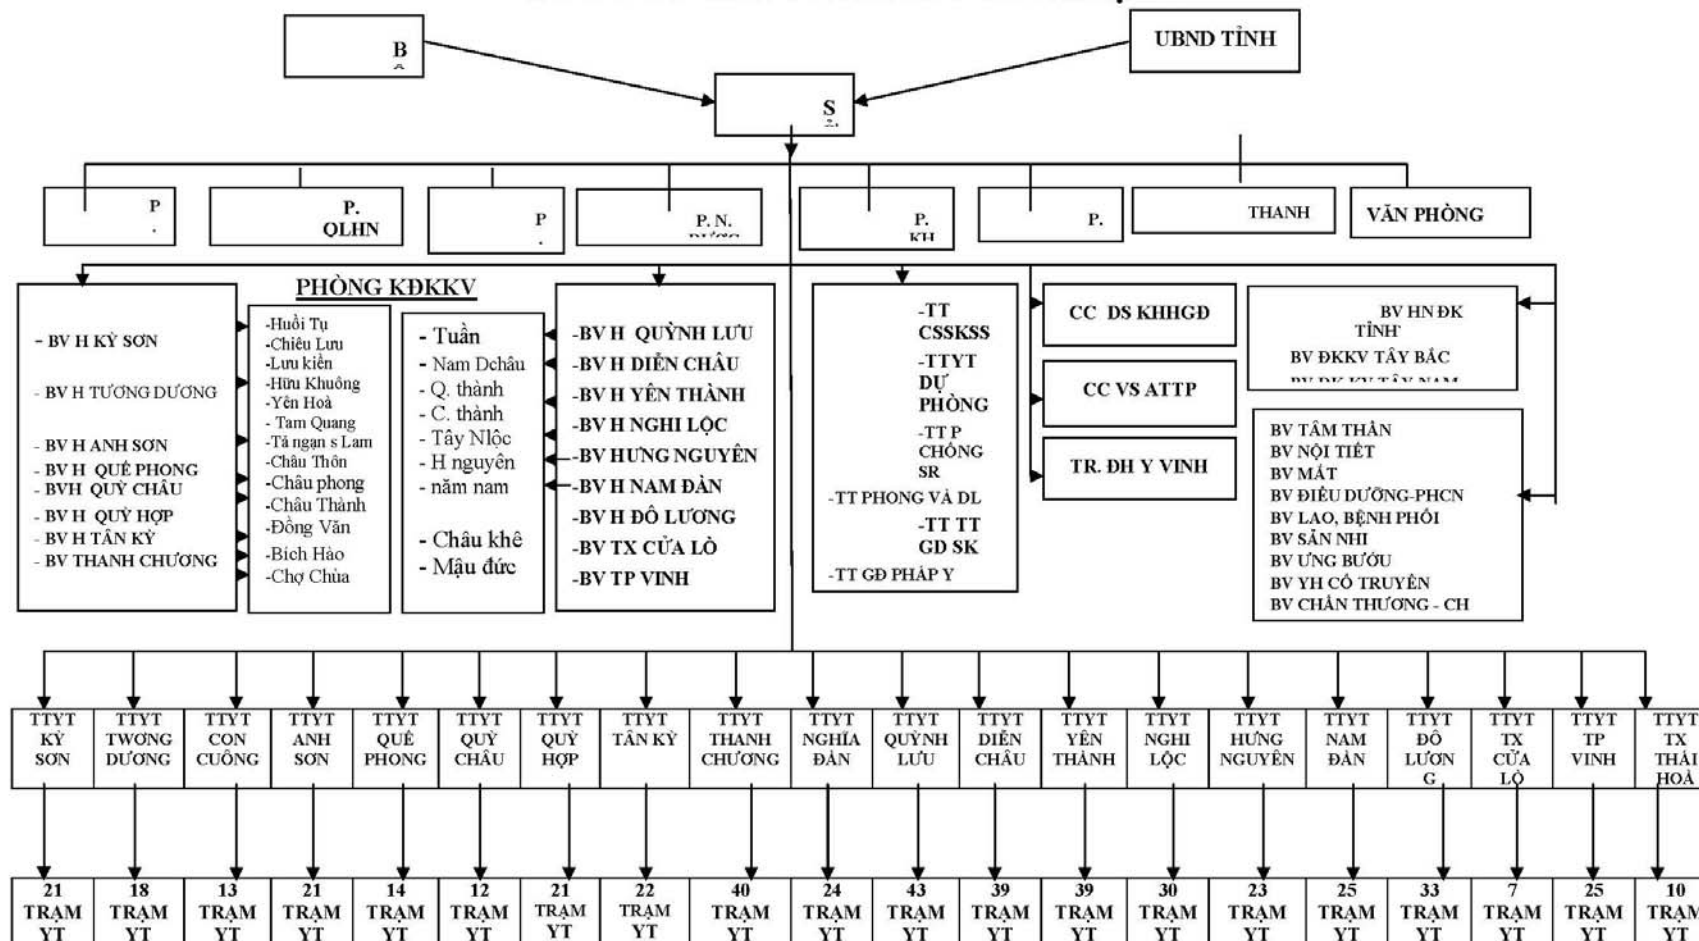 B
UBND TỈNH
S
P
.
P.
QLHN
P
.
P. N.
P.
KH
P.
THANH
VĂN PHÒNG
PHÒNG KĐKKV
- BV H KỲ SƠN
- BV H TƯƠNG DƯƠNG
- BV H ANH SƠN
- BV H QUẾ PHONG
- BVH QUỲ CHÂU
- BV H QUỲ HỢP
- BV H TÂN KỲ
- BV THANH CHƯƠNG
-Huồi Tụ
-Chiêu Lưu
-Lưu kiền
-Hữu Khuông
-Yên Hoà
- Tam Quang
-Tả ngạn s Lam
-Châu Thôn
-Châu phong
-Châu Thành
-Đồng Văn
-Bích Hào
-Chợ Chùa
- Tuần
- Nam Dchâu
- Q. thành
- C. thành
- Tây Nlộc
- H nguyên
- năm nam
- Châu khê
- Mậu đức
-BV H QUỲNH LƯU
-BV H DIỄN CHÂU
-BV H YÊN THÀNH
-BV H NGHI LỘC
-BV HƯNG NGUYÊN
-BV H NAM ĐÀN
-BV H ĐÔ LƯƠNG
-BV TX CỬA LÒ
-BV TP VINH
-TT
CSSKSS
-TTYT
DỰ
PHÒNG
-TT P
CHỐNG
SR
-TT PHONG VÀ DL
-TT TT
GD SK
-TT GĐ PHÁP Y
CC DS KHHGĐ
CC VS ATTP
TR. ĐH Y VINH
BV HN ĐK
TỈNH
BV ĐKKV TÂY BẮC
BV ĐK KV TÂY NAM
BV TÂM THẦN
BV NỘI TIẾT
BV MẮT
BV ĐIỀU DƯỠNG-PHCN
BV LAO, BỆNH PHỔI
BV SẢN NHI
BV UNG BƯỚU
BV YH CỔ TRUYỀN
BV CHẤN THƯƠNG - CH
TTYT
KỲ
SƠN
TTYT
TWƠNG
DƯƠNG
TTYT
CON
CUÔNG
TTYT
ANH
SƠN
TTYT
QUẾ
PHONG
TTYT
QUỲ
CHÂU
TTYT
QUỲ
HỢP
TTYT
TÂN KỲ
TTYT
THANH
CHƯƠNG
TTYT
NGHĨA
ĐÀN
TTYT
QUỲNH
LƯU
TTYT
DIỄN
CHÂU
TTYT
YÊN
THÀNH
TTYT
NGHI
LỘC
TTYT
HƯNG
NGUYÊN
TTYT
NAM
ĐÀN
TTYT
ĐÔ
LƯƠN
G
TTYT
TX
CỬA
LÒ
TTYT
TP
VINH
TTYT
TX
THÁI
HOÀ
21
TRẠM
YT
18
TRẠM
YT
13
TRẠM
YT
21
TRẠM
YT
14
TRẠM
YT
12
TRẠM
YT
21
TRẠM
YT
22
TRẠM
YT
40
TRẠM
YT
24
TRẠM
YT
43
TRẠM
YT
39
TRẠM
YT
39
TRẠM
YT
30
TRẠM
YT
23
TRẠM
YT
25
TRẠM
YT
33
TRẠM
YT
7
TRẠM
YT
25
TRẠM
YT
10
TRẠM
YT